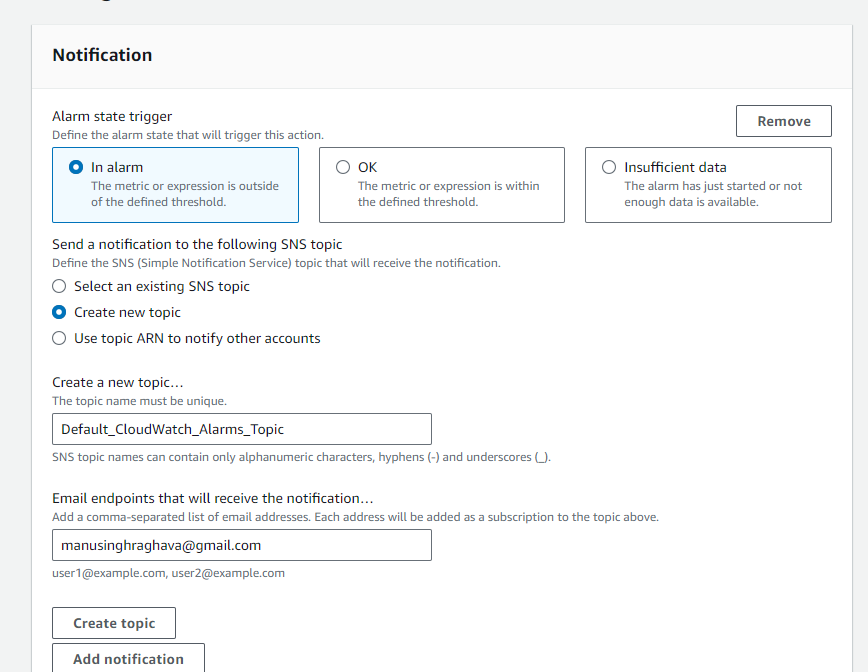 Notification
Alarm state trigger
Define the alarm state that will trigger this action.
Remove
In alarm
The metric or expression is outside
of the defined threshold.
OK
The metric or expression is within
the defined threshold.
Insufficient data
The alarm has just started or not
enough data is available.
Send a notification to the following SNS topic
Define the SNS (Simple Notification Service) topic that will receive the notification.
Select an existing SNS topic
Create new topic
Use topic ARN to notify other accounts
Create a new topic…
The topic name must be unique.
Default_CloudWatch_Alarms_Topic
SNS topic names can contain only alphanumeric characters, hyphens (-) and underscores (_).
Email endpoints that will receive the notification…
Add a comma-separated list of email addresses. Each address will be added as a subscription to the topic above.
manusinghraghava@gmail.com
user1@example.com, user2@example.com
Create topic
Add notification